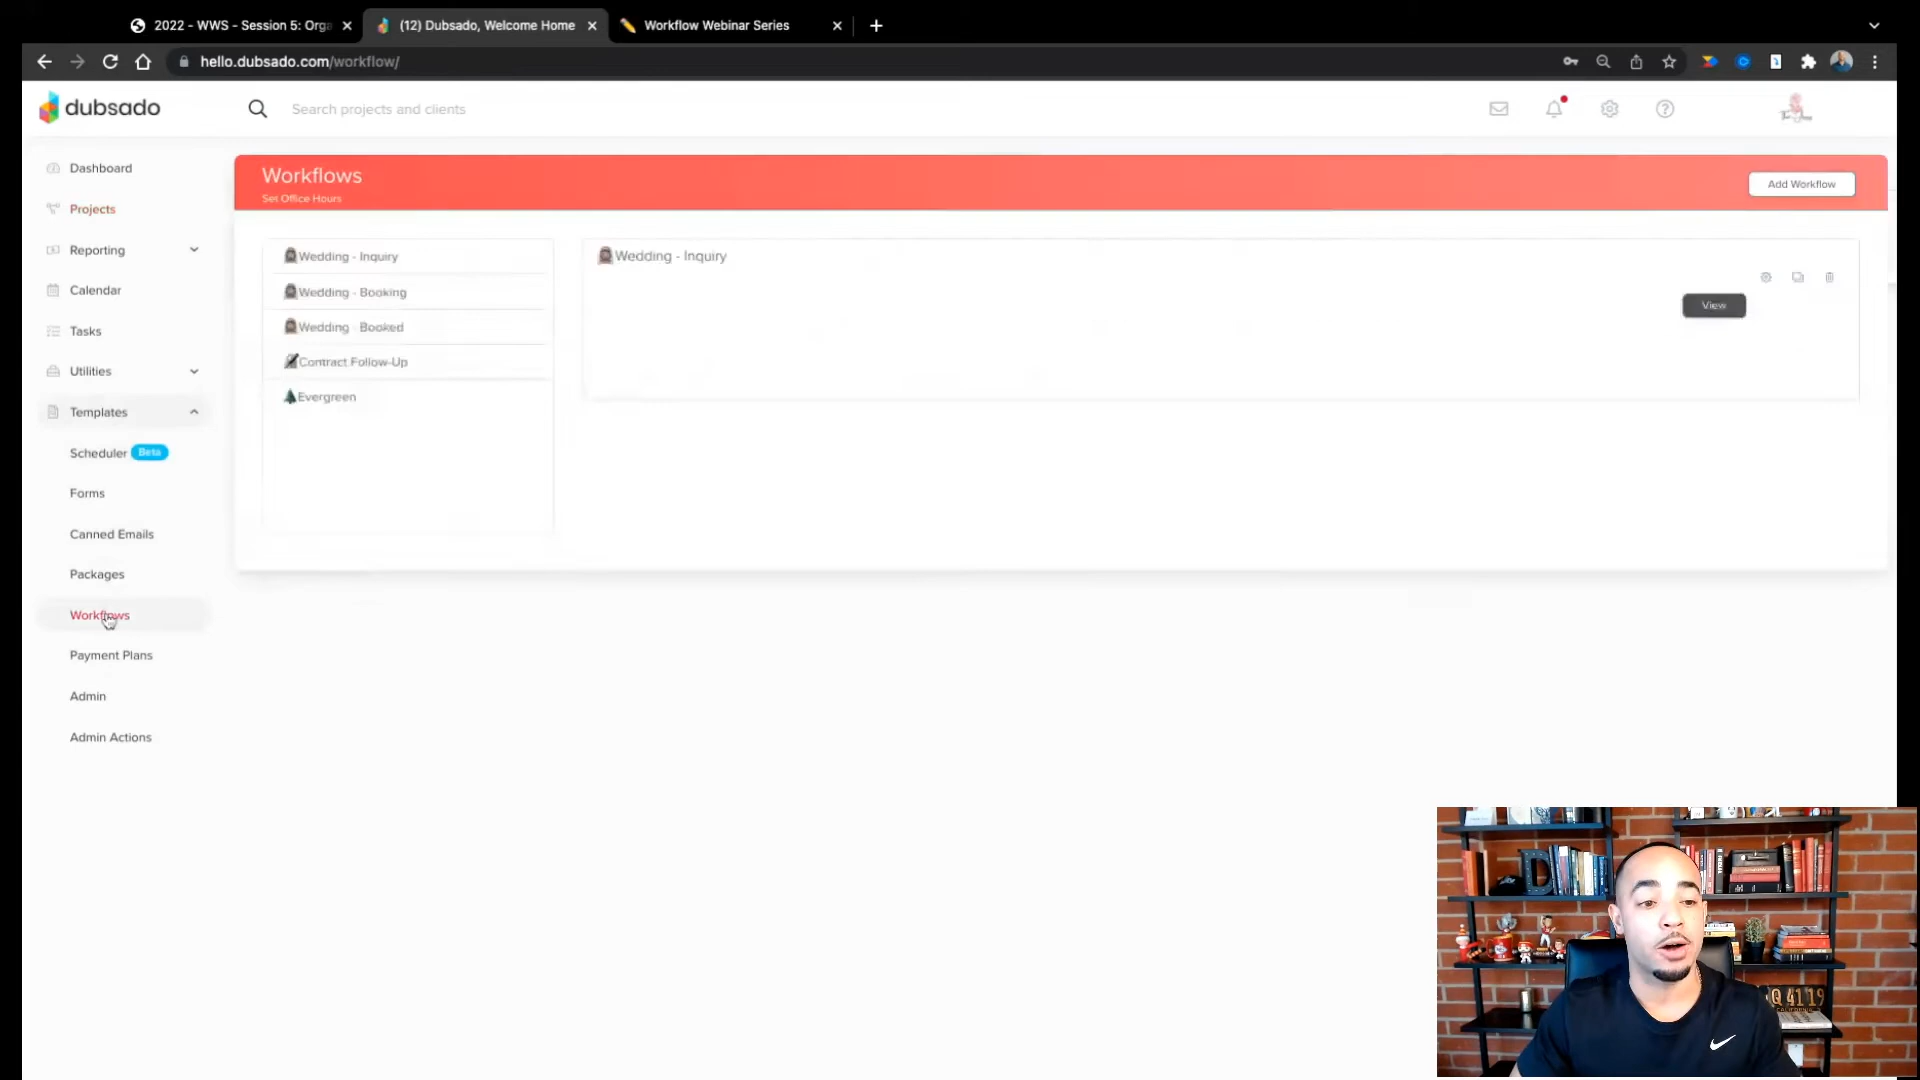 2022 - WWS - Session 5: Orga
(12) Dubsado, Welcome Home
Workflow Webinar Series
hello.dubsado.com/workflow/
dubsado
Search projects and clients
Dashboard
Projects
Reporting
Calendar
Tasks
Utilities
Templates
Scheduler Beta
Forms
Canned Emails
Packages
Workflows
Payment Plans
Admin
Admin Actions
Workflows
Set Office Hours
Add Workflow
Wedding - Inquiry
Wedding - Booking
Wedding - Booked
Contract Follow-Up
Evergreen
Wedding - Inquiry
View
D
Q 41 19